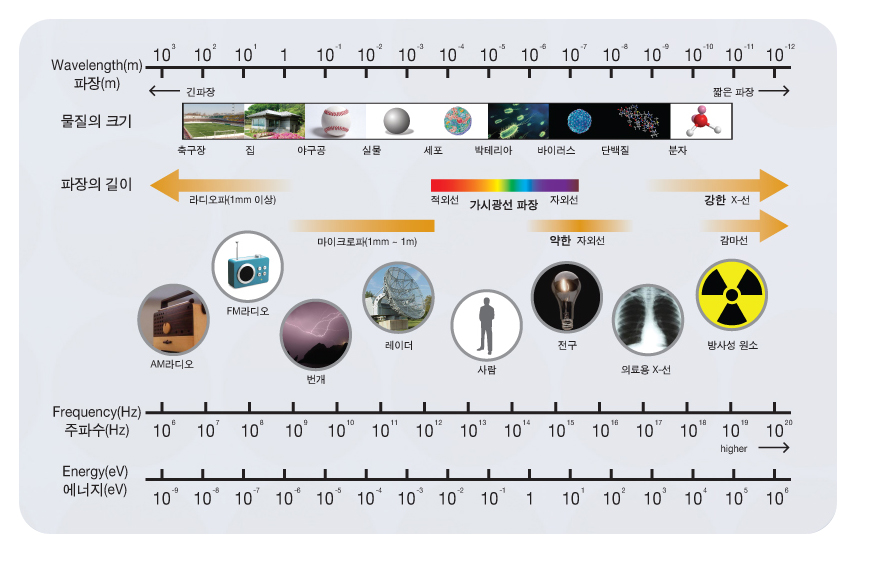 10³ 10² 10¹ 1 10⁻¹ 10⁻² 10⁻³ 10⁻⁴ 10⁻⁵ 10⁻⁶ 10⁻⁷ 10⁻⁸ 10⁻⁹ 10⁻¹⁰ 10⁻¹¹ 10⁻¹²
Wavelength(m)
파장(m)
긴파장 짧은 파장
물질의 크기
축구장 집 야구공 실물 세포 박테리아 바이러스 단백질 분자
파장의 길이
라디오파(1mm 이상) 적외선 가시광선 파장 자외선 강한 X-선
마이크로파(1mm - 1m) 약한 자외선 감마선
AM라디오
FM라디오
번개
레이더
사람
전구
의료용 X-선
방사성 원소
Frequency(Hz)
주파수(Hz)
10⁶ 10⁷ 10⁸ 10⁹ 10¹⁰ 10¹¹ 10¹² 10¹³ 10¹⁴ 10¹⁵ 10¹⁶ 10¹⁷ 10¹⁸ 10¹⁹ 10²⁰
higher
Energy(eV)
에너지(eV)
10⁻⁹ 10⁻⁸ 10⁻⁷ 10⁻⁶ 10⁻⁵ 10⁻⁴ 10⁻³ 10⁻² 10⁻¹ 1 10¹ 10² 10³ 10⁴ 10⁵ 10⁶